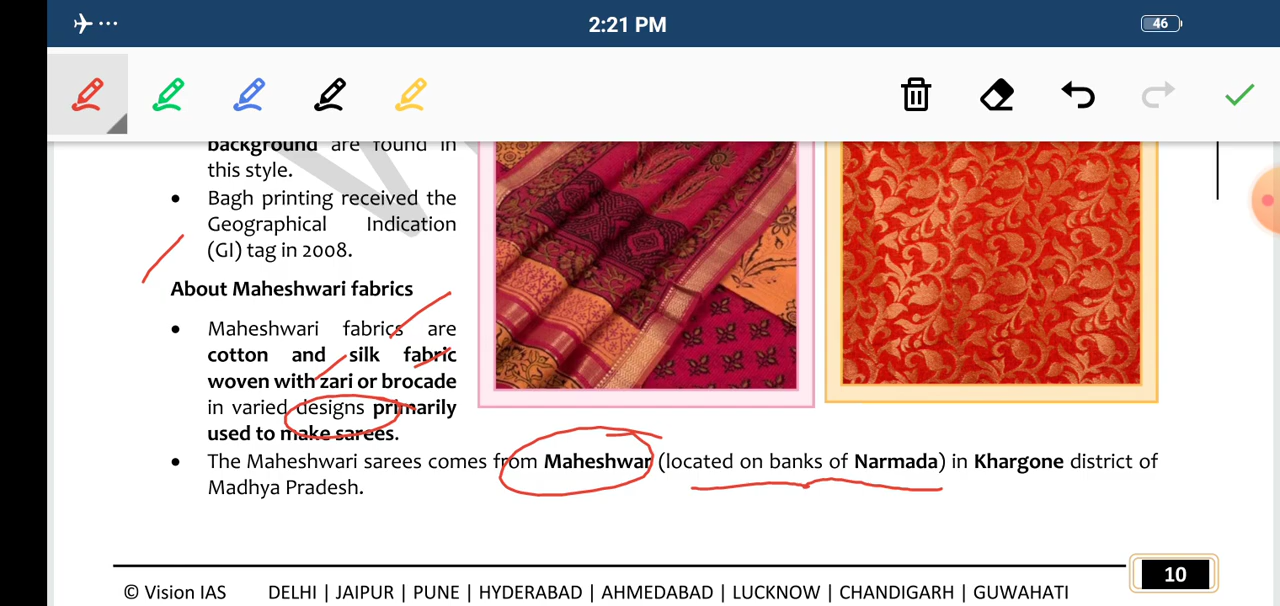 2:21 PM
46
background are found in
this style.
• Bagh printing received the
Geographical Indication
(GI) tag in 2008.
About Maheshwari fabrics
• Maheshwari fabrics are
cotton and silk fabric
woven with zari or brocade
in varied designs primarily
used to make sarees.
• The Maheshwari sarees comes from Maheshwar (located on banks of Narmada) in Khargone district of
Madhya Pradesh.
10
© Vision IAS DELHI | JAIPUR | PUNE | HYDERABAD | AHMEDABAD | LUCKNOW | CHANDIGARH | GUWAHATI